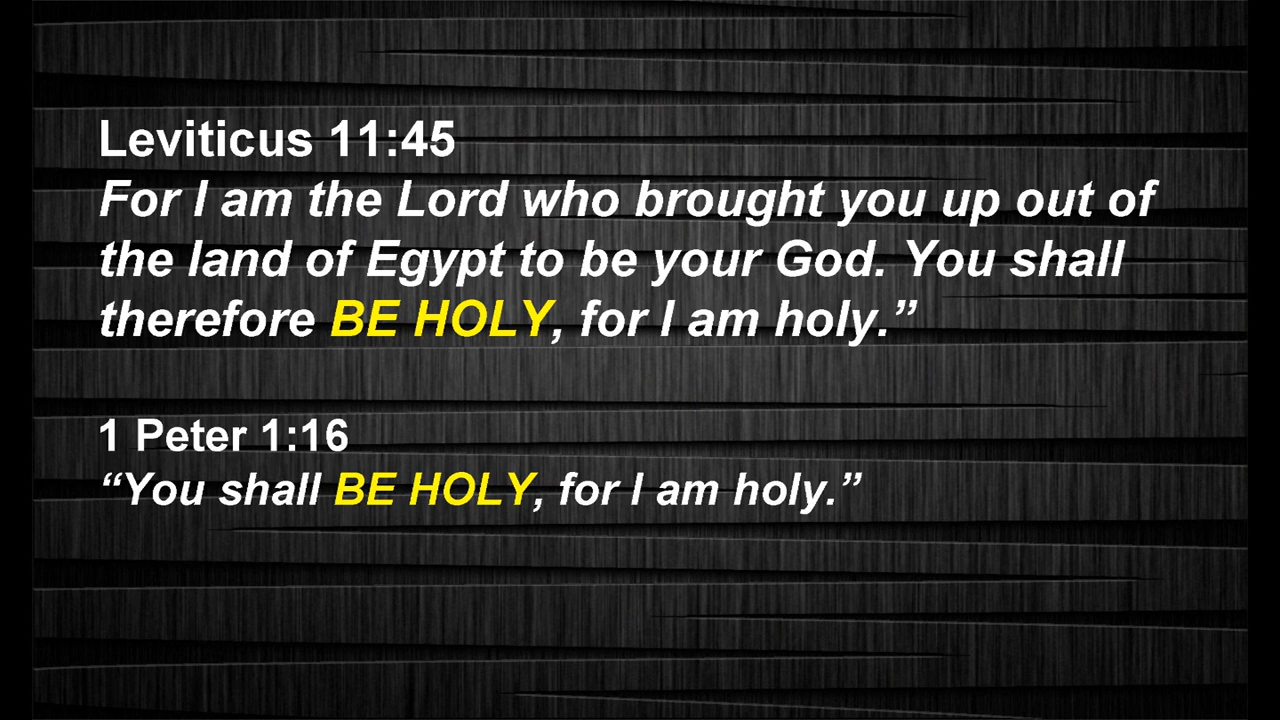 Leviticus 11:45
For I am the Lord who brought you up out of
the land of Egypt to be your God. You shall
therefore BE HOLY, for I am holy.”
1 Peter 1:16
“You shall BE HOLY, for I am holy.”